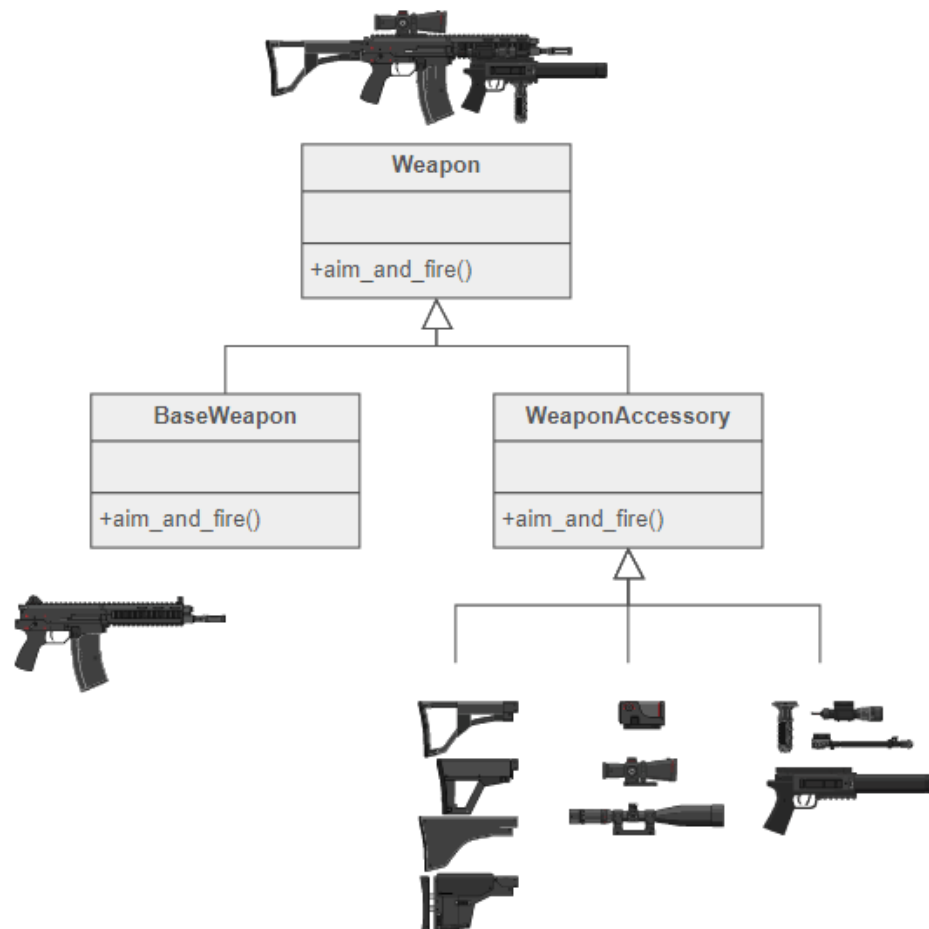 Weapon
+aim_and_fire()
BaseWeapon
+aim_and_fire()
WeaponAccessory
+aim_and_fire()